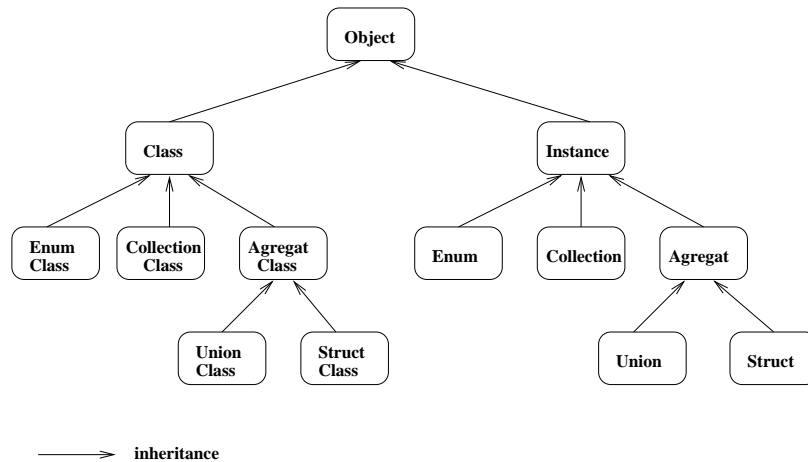 Object
Class
Instance
Enum
Class
Collection
Class
Agregat
Class
Enum
Collection
Agregat
Union
Class
Struct
Class
Union
Struct
inheritance